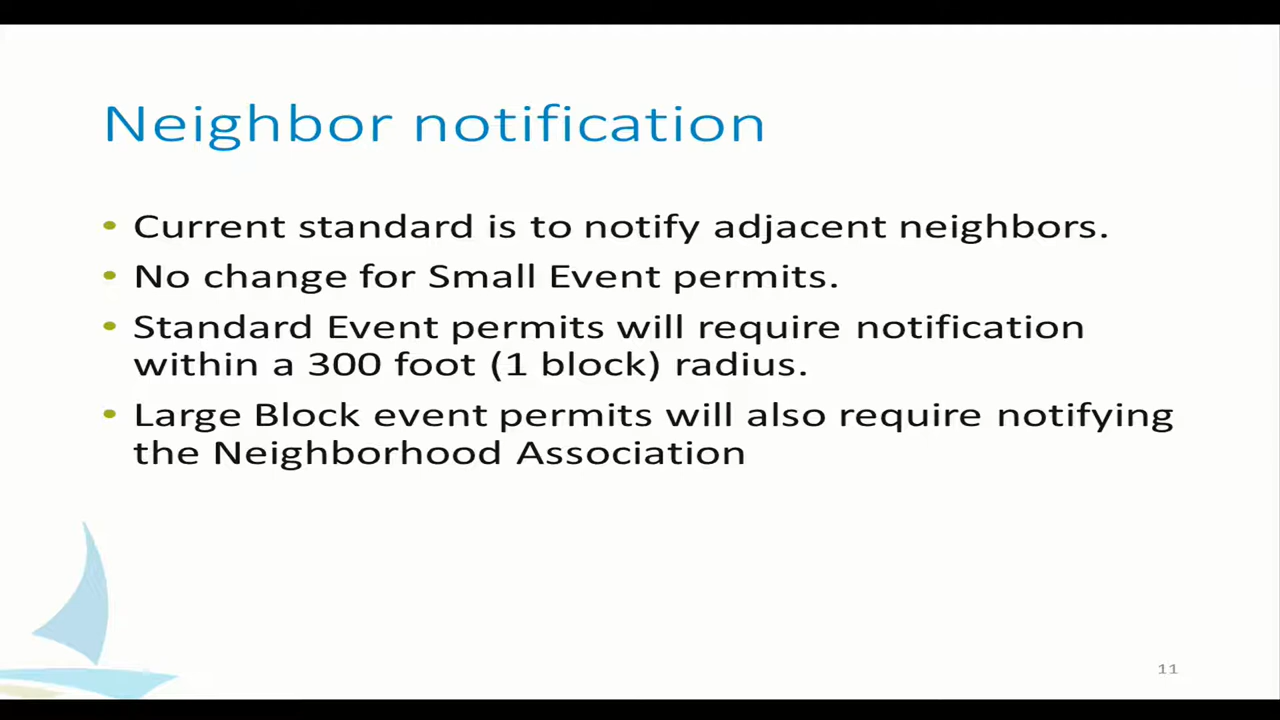 Neighbor notification
• Current standard is to notify adjacent neighbors.
• No change for Small Event permits.
• Standard Event permits will require notification
within a 300 foot (1 block) radius.
• Large Block event permits will also require notifying
the Neighborhood Association
11